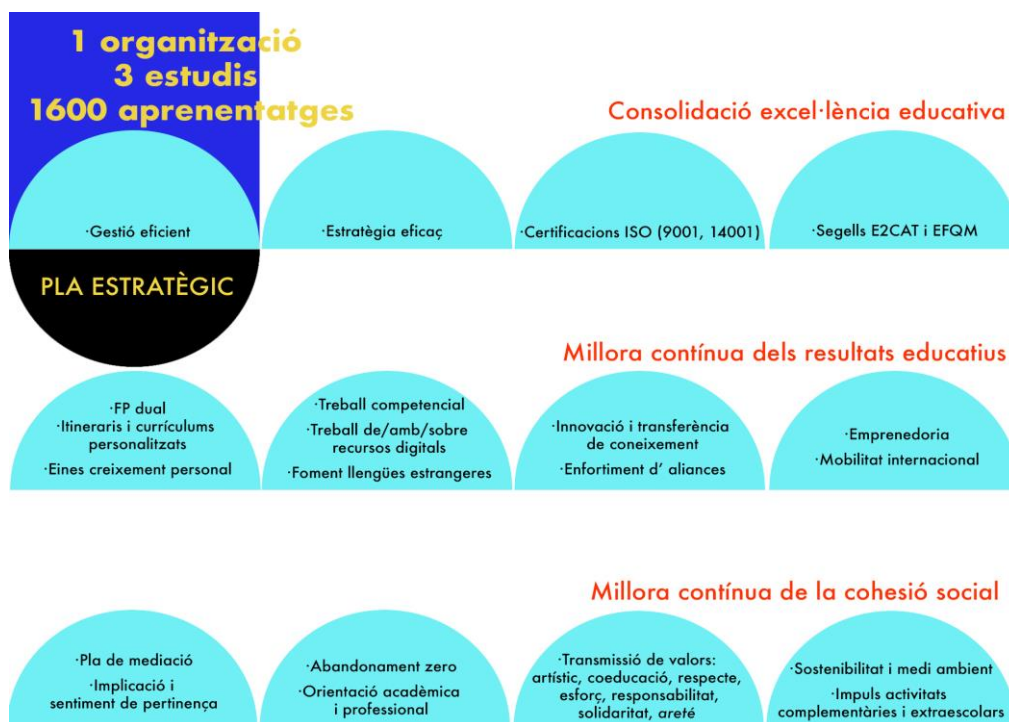 1 organització
3 estudis
1600 aprenentatges
Consolidació excel·lència educativa
·Gestió eficient
·Estratègia eficaç
·Certificacions ISO (9001, 14001)
·Segells E2CAT i EFQM
PLA ESTRATÈGIC
Millora contínua dels resultats educatius
·FP dual
·Itineraris i currículums
personalitzats
·Eines creixement personal
·Treball competencial
·Treball de/amb/sobre
recursos digitals
·Foment llengües estrangeres
·Innovació i transferència
de coneixement
·Enfortiment d’ aliances
·Emprenedoria
·Mobilitat internacional
Millora contínua de la cohesió social
·Pla de mediació
·Implicació i
sentiment de pertinença
·Abandonament zero
·Orientació acadèmica
i professional
·Transmissió de valors:
artístic, coeducació, respecte,
esforç, responsabilitat,
solidaritat, areté
·Sostenibilitat i medi ambient
·Impuls activitats
complementàries i extraescolars